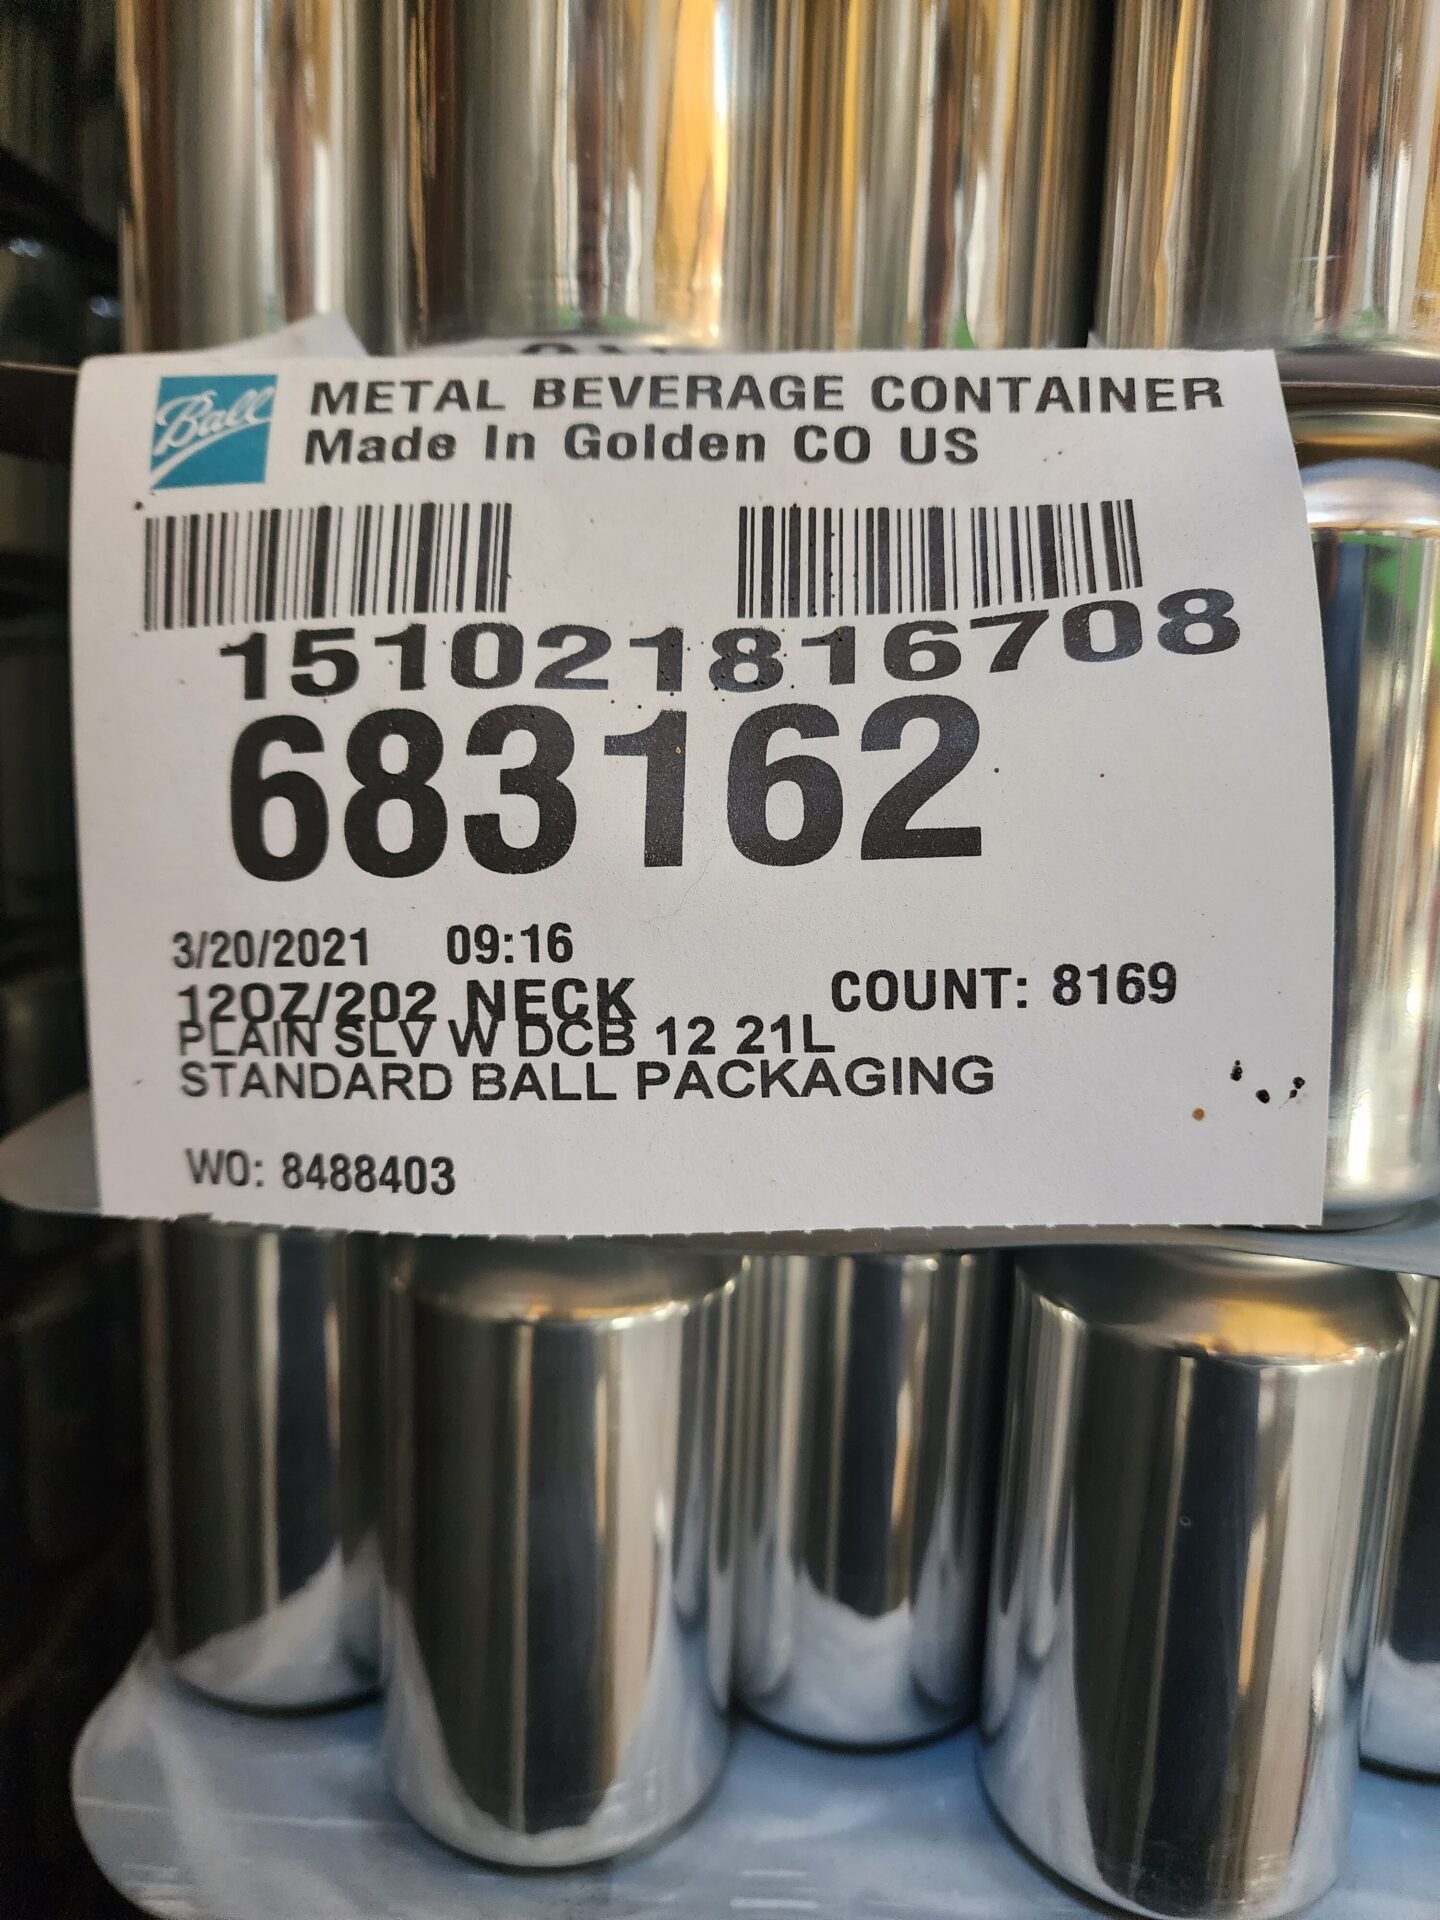 Ball METAL BEVERAGE CONTAINER
Made In Golden CO US
151021816708
683162
3/20/2021 09:16
12OZ/202 NECK COUNT: 8169
PLAIN SLV W DCB 12 21L
STANDARD BALL PACKAGING
WO: 8488403